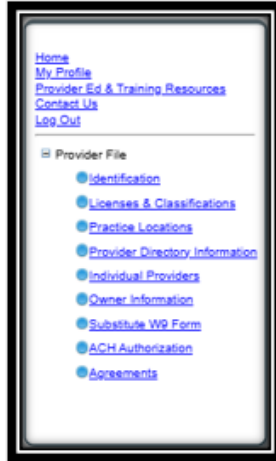 Home
My Profile
Provider Ed & Training Resources
Contact Us
Log Out
Provider File
Identification
Licenses & Classifications
Practice Locations
Provider Directory Information
Individual Providers
Owner Information
Substitute W9 Form
ACH Authorization
Agreements